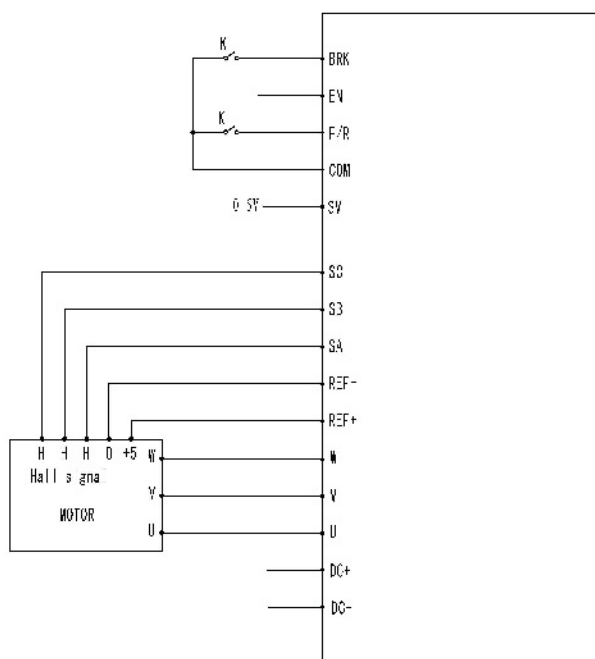 K
BRK
EN
K
F/R
COM
0 5V
SV
SC
SB
SA
REF-
REF+
H H H 0 +5
W
W
Hall signal
V
V
MOTOR
U
U
DC+
DC-